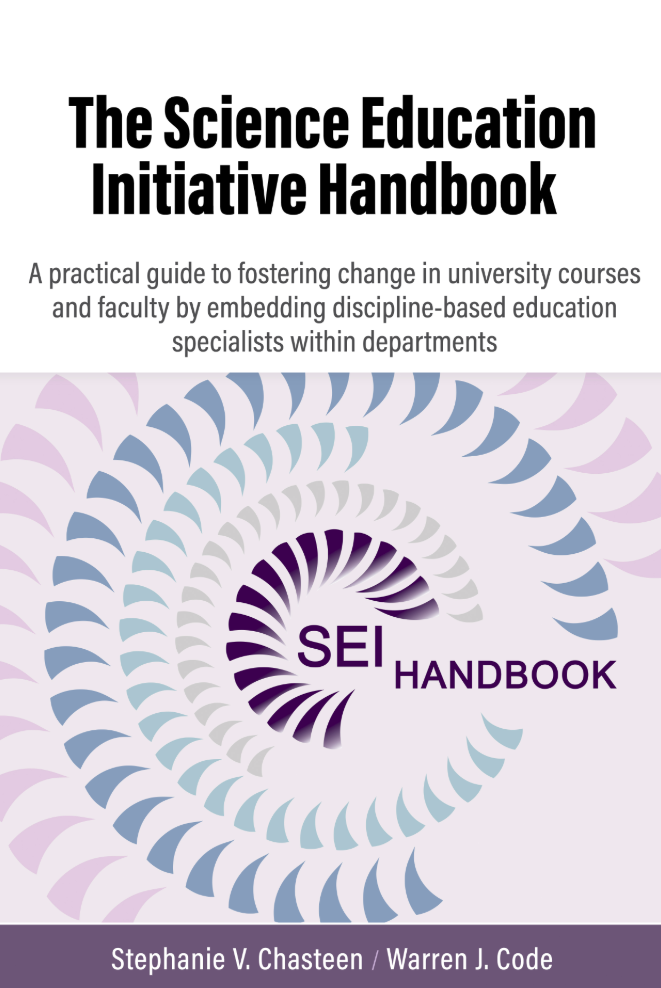 The Science Education
Initiative Handbook
A practical guide to fostering change in university courses
and faculty by embedding discipline-based education
specialists within departments
SEI
HANDBOOK
Stephanie V. Chasteen / Warren J. Code